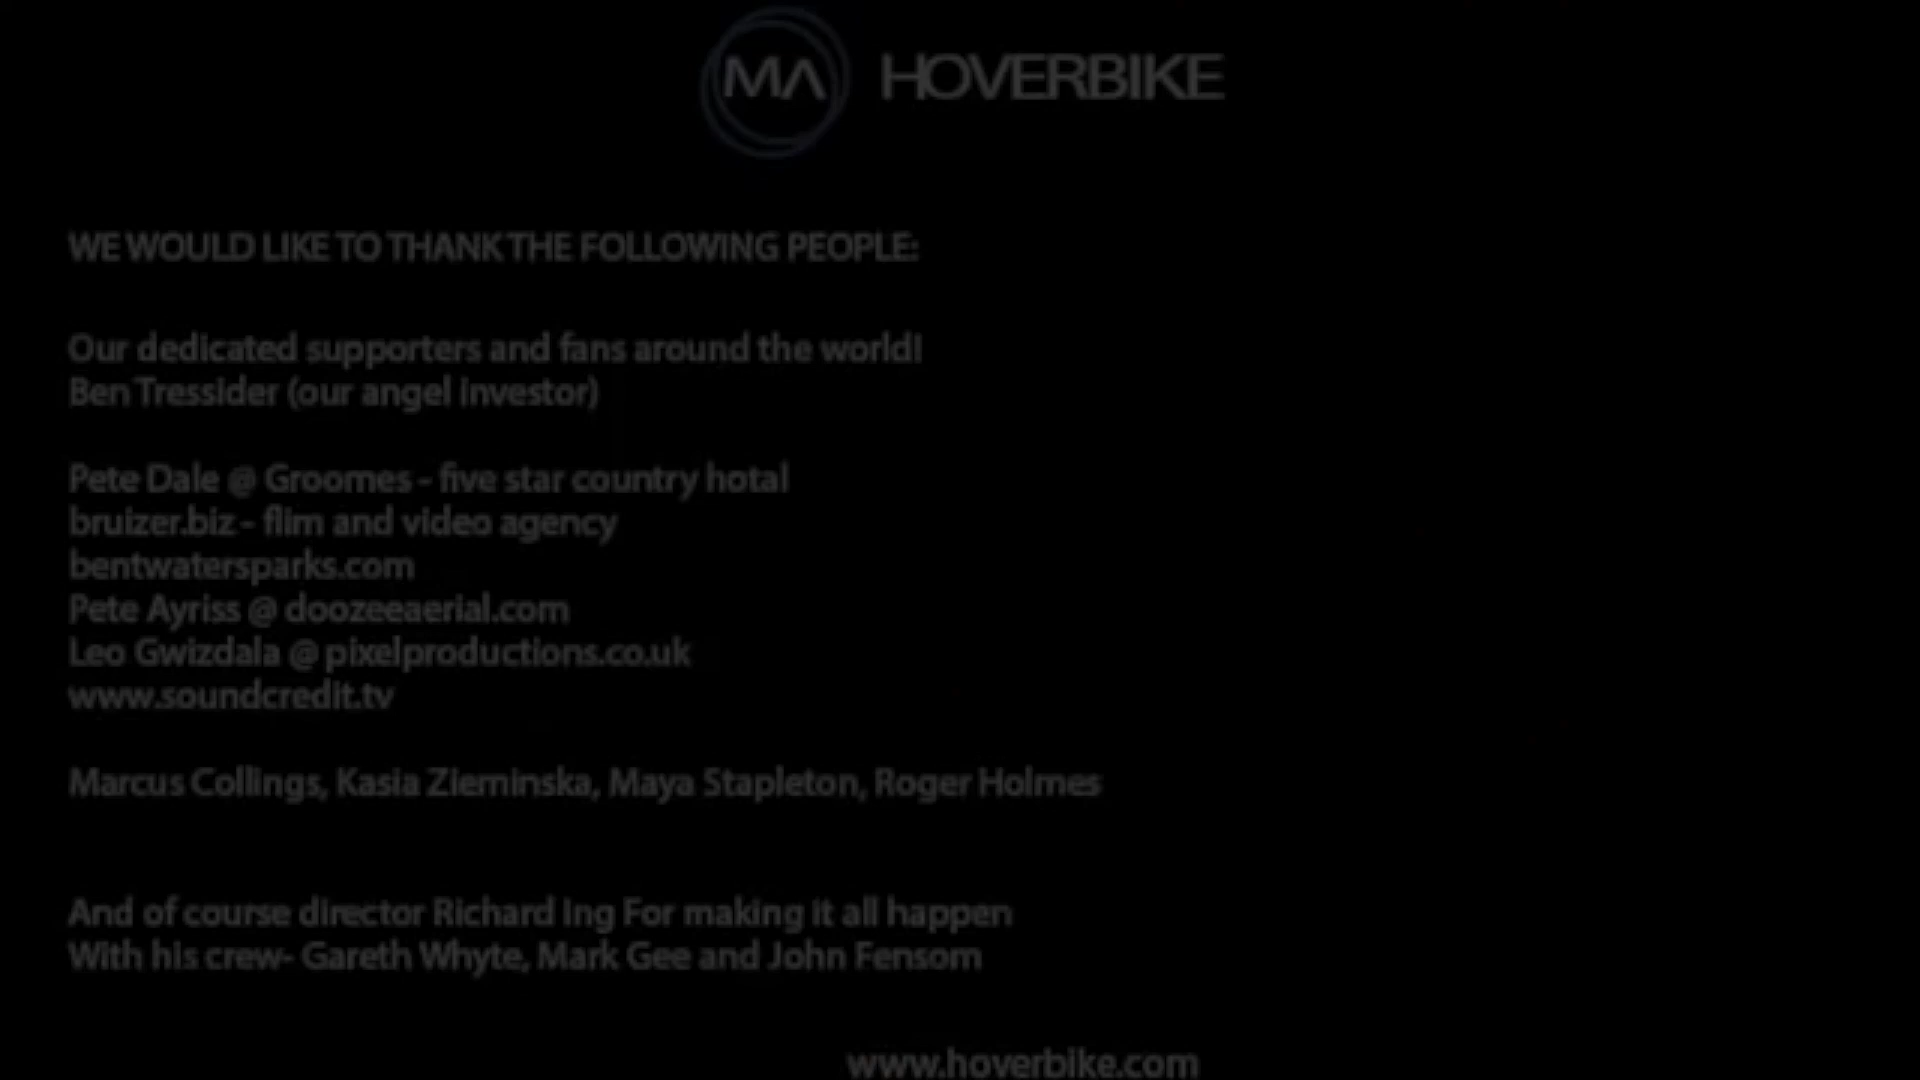 MA HOVERBIKE
WE WOULD LIKE TO THANK THE FOLLOWING PEOPLE:
Our dedicated supporters and fans around the world!
Ben Tressider (our angel investor)
Pete Dale @ Groomes - five star country hotal
bruizer.biz - flim and video agency
bentwatersparks.com
Pete Ayriss @ doozeeaerial.com
Leo Gwizdala @ pixelproductions.co.uk
www.soundcredit.tv
Marcus Collings, Kasia Zieminska, Maya Stapleton, Roger Holmes
And of course director Richard Ing For making it all happen
With his crew- Gareth Whyte, Mark Gee and John Fensom
www.hoverbike.com